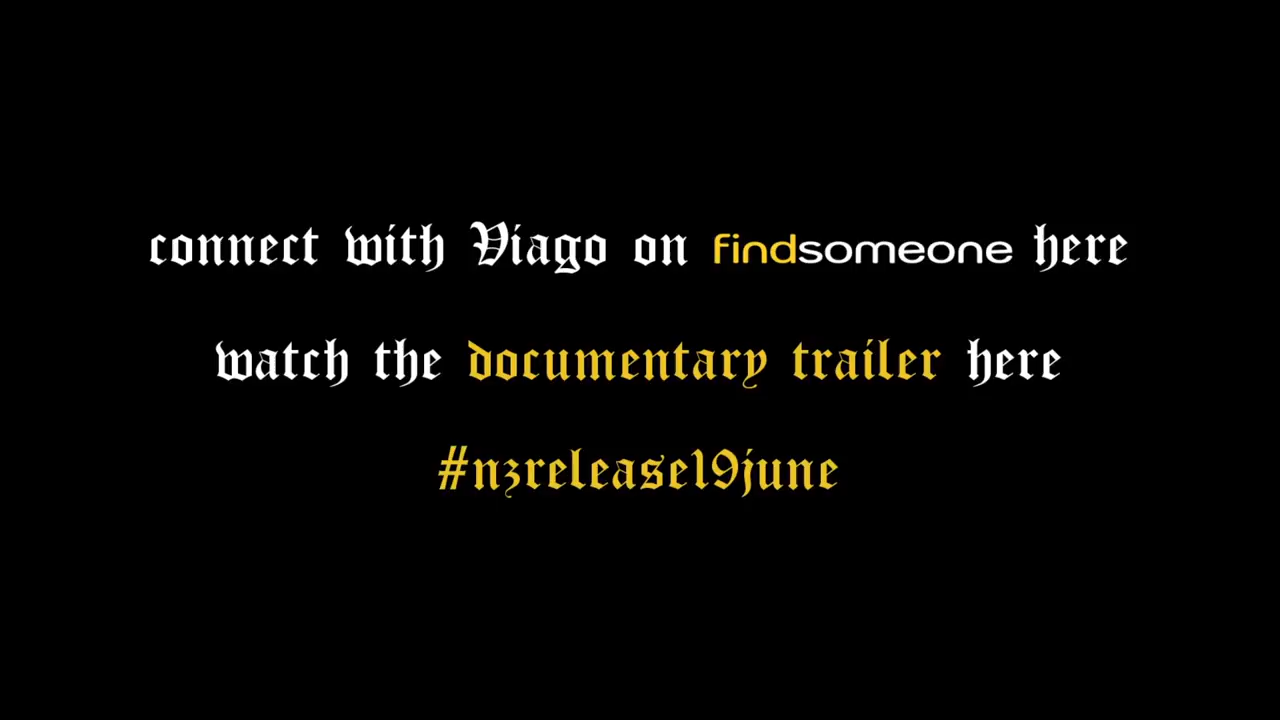 connect with Viago on findsomeone here
watch the documentary trailer here
#nzrelease19june